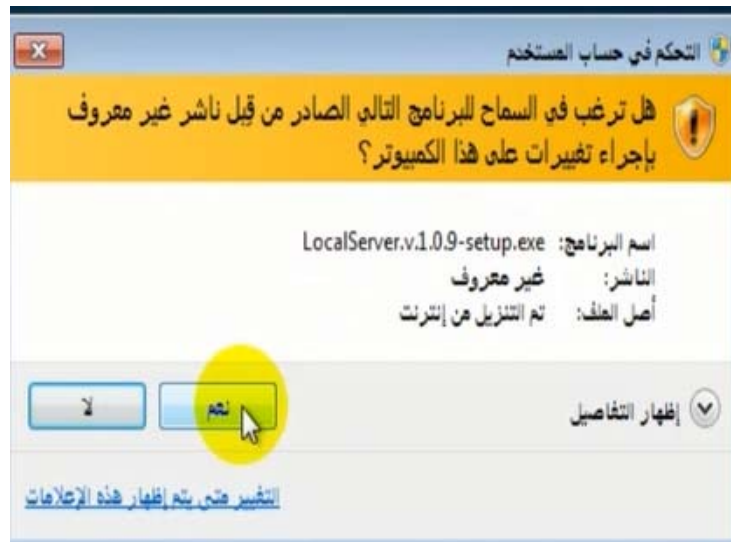 التحكم في حساب المستخدم
هل ترغب في السماح للبرنامج التالي الصادر من قِبل ناشر غير معروف
بإجراء تغييرات على هذا الكمبيوتر؟
اسم البرنامج: LocalServer.v.1.0.9-setup.exe
الناشر: غير معروف
أصل الملف: تم التنزيل من إنترنت
إظهار التفاصيل
نعم
لا
التغيير متى يتم إظهار هذه الإعلامات